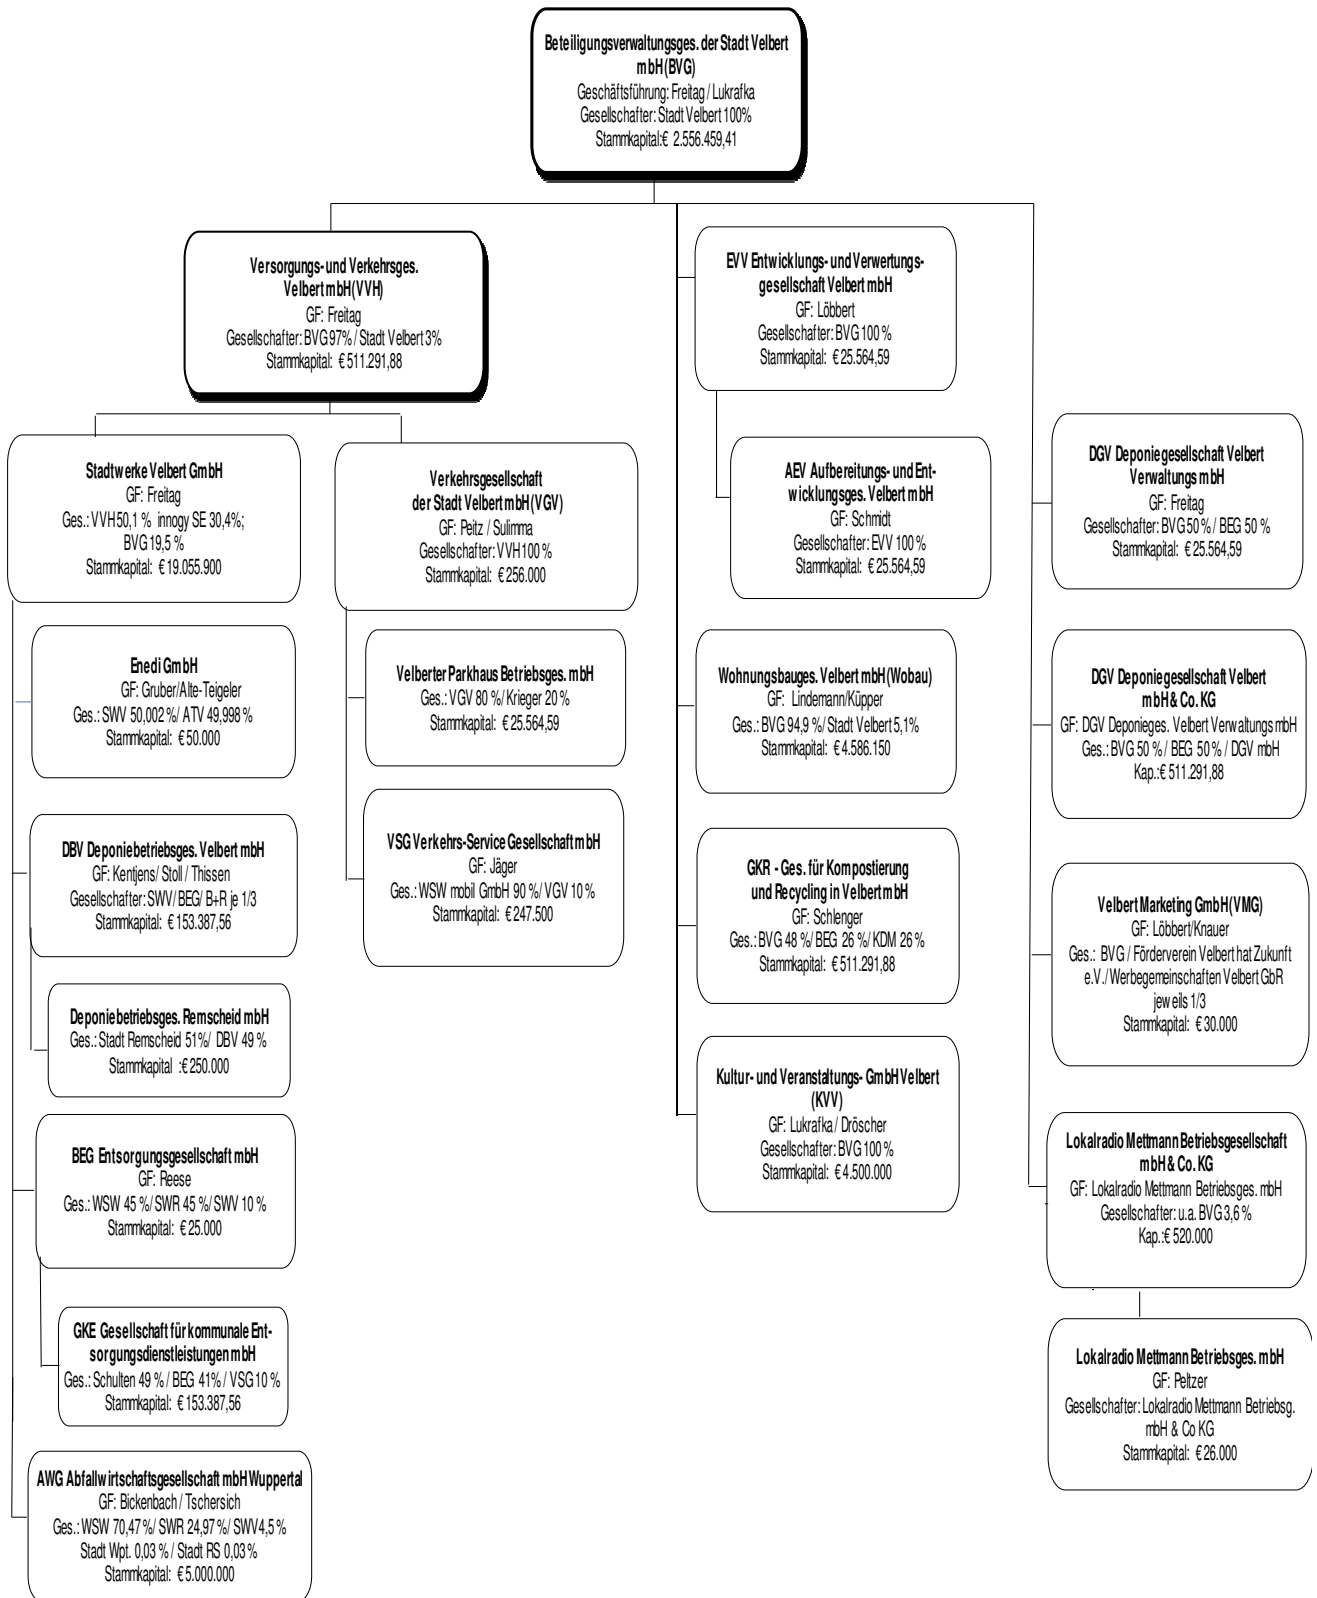 Beteiligungsverwaltungsges. der Stadt Velbert
mbH (BVG)
Geschäftsführung: Freitag / Lukrafka
Gesellschafter: Stadt Velbert 100%
Stammkapital:€ 2.556.459,41
Versorgungs- und Verkehrsges.
Velbert mbH (VVH)
GF: Freitag
Gesellschafter: BVG 97% / Stadt Velbert 3%
Stammkapital: € 511.291,88
Stadtwerke Velbert GmbH
GF: Freitag
Ges.: VVH 50,1 % innogy SE 30,4%;
BVG 19,5 %
Stammkapital: € 19.055.900
Enedi GmbH
GF: Gruber/Alte-Teigeler
Ges.: SWV 50,002 %/ ATV 49,998 %
Stammkapital: € 50.000
DBV Deponiebetriebsges. Velbert mbH
GF: Kentjens/ Stoll / Thissen
Gesellschafter: SWV/ BEG/ B+R je 1/3
Stammkapital: € 153.387,56
Deponiebetriebsges. Remscheid mbH
Ges.: Stadt Remscheid 51%/ DBV 49 %
Stammkapital :€ 250.000
BEG Entsorgungsgesellschaft mbH
GF: Reese
Ges.: WSW 45 %/ SWR 45 %/ SWV 10 %
Stammkapital: € 25.000
GKE Gesellschaft für kommunale Ent-
sorgungsdienstleistungen mbH
Ges.: Schulten 49 % / BEG 41% / VSG 10 %
Stammkapital: € 153.387,56
AWG Abfallwirtschaftsgesellschaft mbH Wuppertal
GF: Bickenbach / Tschersich
Ges.: WSW 70,47 %/ SWR 24,97 %/ SWV 4,5 %
Stadt Wpt. 0,03 % / Stadt RS 0,03 %
Stammkapital: € 5.000.000
Verkehrsgesellschaft
der Stadt Velbert mbH (VGV)
GF: Peitz / Sulimma
Gesellschafter: VVH 100 %
Stammkapital: € 256.000
Velberter Parkhaus Betriebsges. mbH
Ges.: VGV 80 %/ Krieger 20 %
Stammkapital: € 25.564,59
VSG Verkehrs-Service Gesellschaft mbH
GF: Jäger
Ges.: WSW mobil GmbH 90 %/ VGV 10 %
Stammkapital: € 247.500
EVV Entwicklungs- und Verwertungs-
gesellschaft Velbert mbH
GF: Löbbert
Gesellschafter: BVG 100 %
Stammkapital: € 25.564,59
AEV Aufbereitungs- und Ent-
wicklungsges. Velbert mbH
GF: Schmidt
Gesellschafter: EVV 100 %
Stammkapital: € 25.564,59
Wohnungsbauges. Velbert mbH (Wobau)
GF: Lindemann/Küpper
Ges.: BVG 94,9 %/ Stadt Velbert 5,1%
Stammkapital: € 4.586.150
GKR - Ges. für Kompostierung
und Recycling in Velbert mbH
GF: Schlenger
Ges.: BVG 48 %/ BEG 26 %/ KDM 26 %
Stammkapital: € 511.291,88
Kultur- und Veranstaltungs- GmbH Velbert
(KVV)
GF: Lukrafka / Dröscher
Gesellschafter: BVG 100 %
Stammkapital: € 4.500.000
DGV Deponiegesellschaft Velbert
Verwaltungs mbH
GF: Freitag
Gesellschafter: BVG 50 % / BEG 50 %
Stammkapital: € 25.564,59
DGV Deponiegesellschaft Velbert
mbH & Co. KG
GF: DGV Deponieges. Velbert Verwaltungs mbH
Ges.: BVG 50 % / BEG 50 % / DGV mbH
Kap.:€ 511.291,88
Velbert Marketing GmbH (VMG)
GF: Löbbert/Knauer
Ges.: BVG / Förderverein Velbert hat Zukunft
e.V./ Werbegemeinschaften Velbert GbR
jeweils 1/3
Stammkapital: € 30.000
Lokalradio Mettmann Betriebsgesellschaft
mbH & Co. KG
GF: Lokalradio Mettmann Betriebsges. mbH
Gesellschafter: u.a. BVG 3,6 %
Kap.:€ 520.000
Lokalradio Mettmann Betriebsges. mbH
GF: Peltzer
Gesellschafter: Lokalradio Mettmann Betriebsg.
mbH & Co KG
Stammkapital: € 26.000